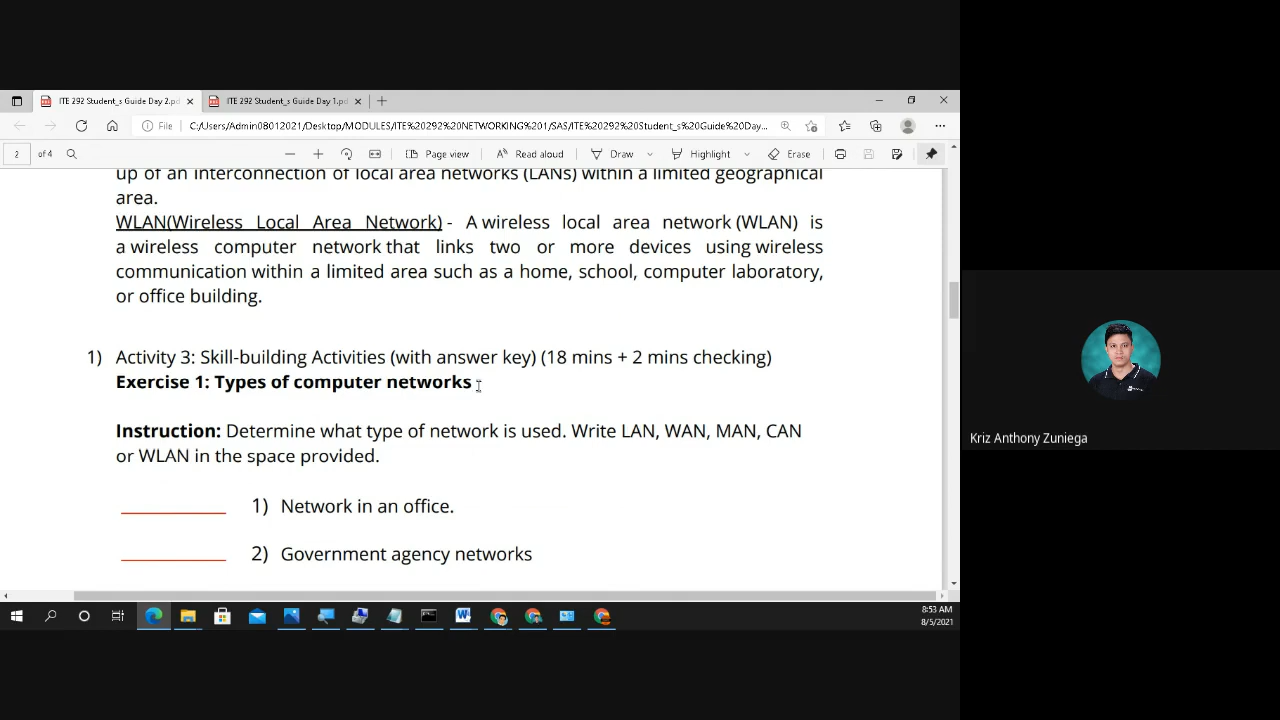 ITE 292 Student_s Guide Day 2.pd
ITE 292 Student_s Guide Day 1.pd
File
C:/Users/Admin08012021/Desktop/MODULES/ITE%20292%20NETWORKING%201/SAS/ITE%20292%20Student_s%20Guide%20Day...
2 of 4
Page view
Read aloud
Draw
Highlight
Erase
up of an interconnection of local area networks (LANs) within a limited geographical
area.
WLAN(Wireless Local Area Network) - A wireless local area network (WLAN) is
a wireless computer network that links two or more devices using wireless
communication within a limited area such as a home, school, computer laboratory,
or office building.
1) Activity 3: Skill-building Activities (with answer key) (18 mins + 2 mins checking)
Exercise 1: Types of computer networks
Instruction: Determine what type of network is used. Write LAN, WAN, MAN, CAN
or WLAN in the space provided.
1) Network in an office.
2) Government agency networks
8:53 AM
8/5/2021
Kriz Anthony Zuniega